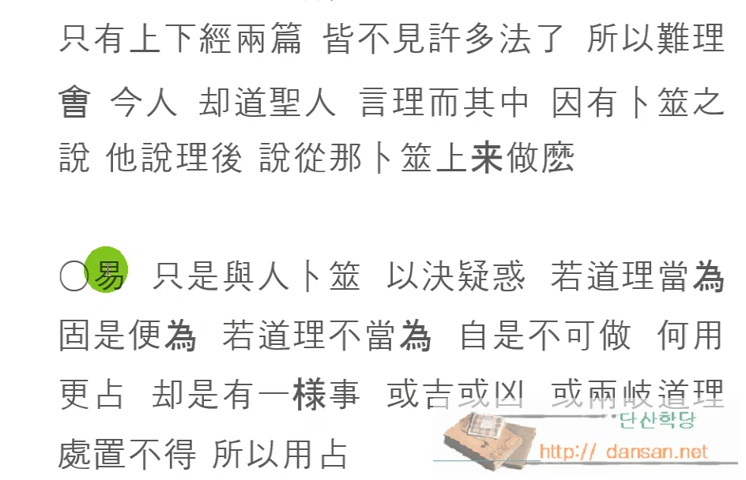 只有上下經兩篇 皆不見許多法了 所以難理
會 今人 却道聖人 言理而其中 因有卜筮之
說 他說理後 說從那卜筮上来做麽
〇易 只是與人卜筮 以決疑惑 若道理當為
固是便為 若道理不當為 自是不可做 何用
更占 却是有一様事 或吉或凶 或兩岐道理
處置不得 所以用占
단산학당
http:// dansan.net